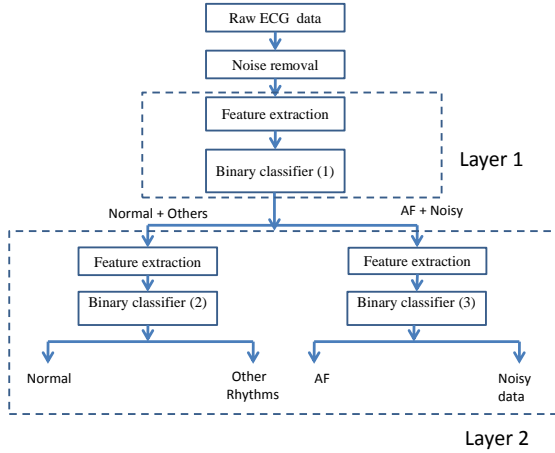 Raw ECG data
Noise removal
Feature extraction
Binary classifier (1)
Layer 1
Normal + Others
AF + Noisy
Feature extraction
Feature extraction
Binary classifier (2)
Binary classifier (3)
Normal
Other
Rhythms
AF
Noisy
data
Layer 2